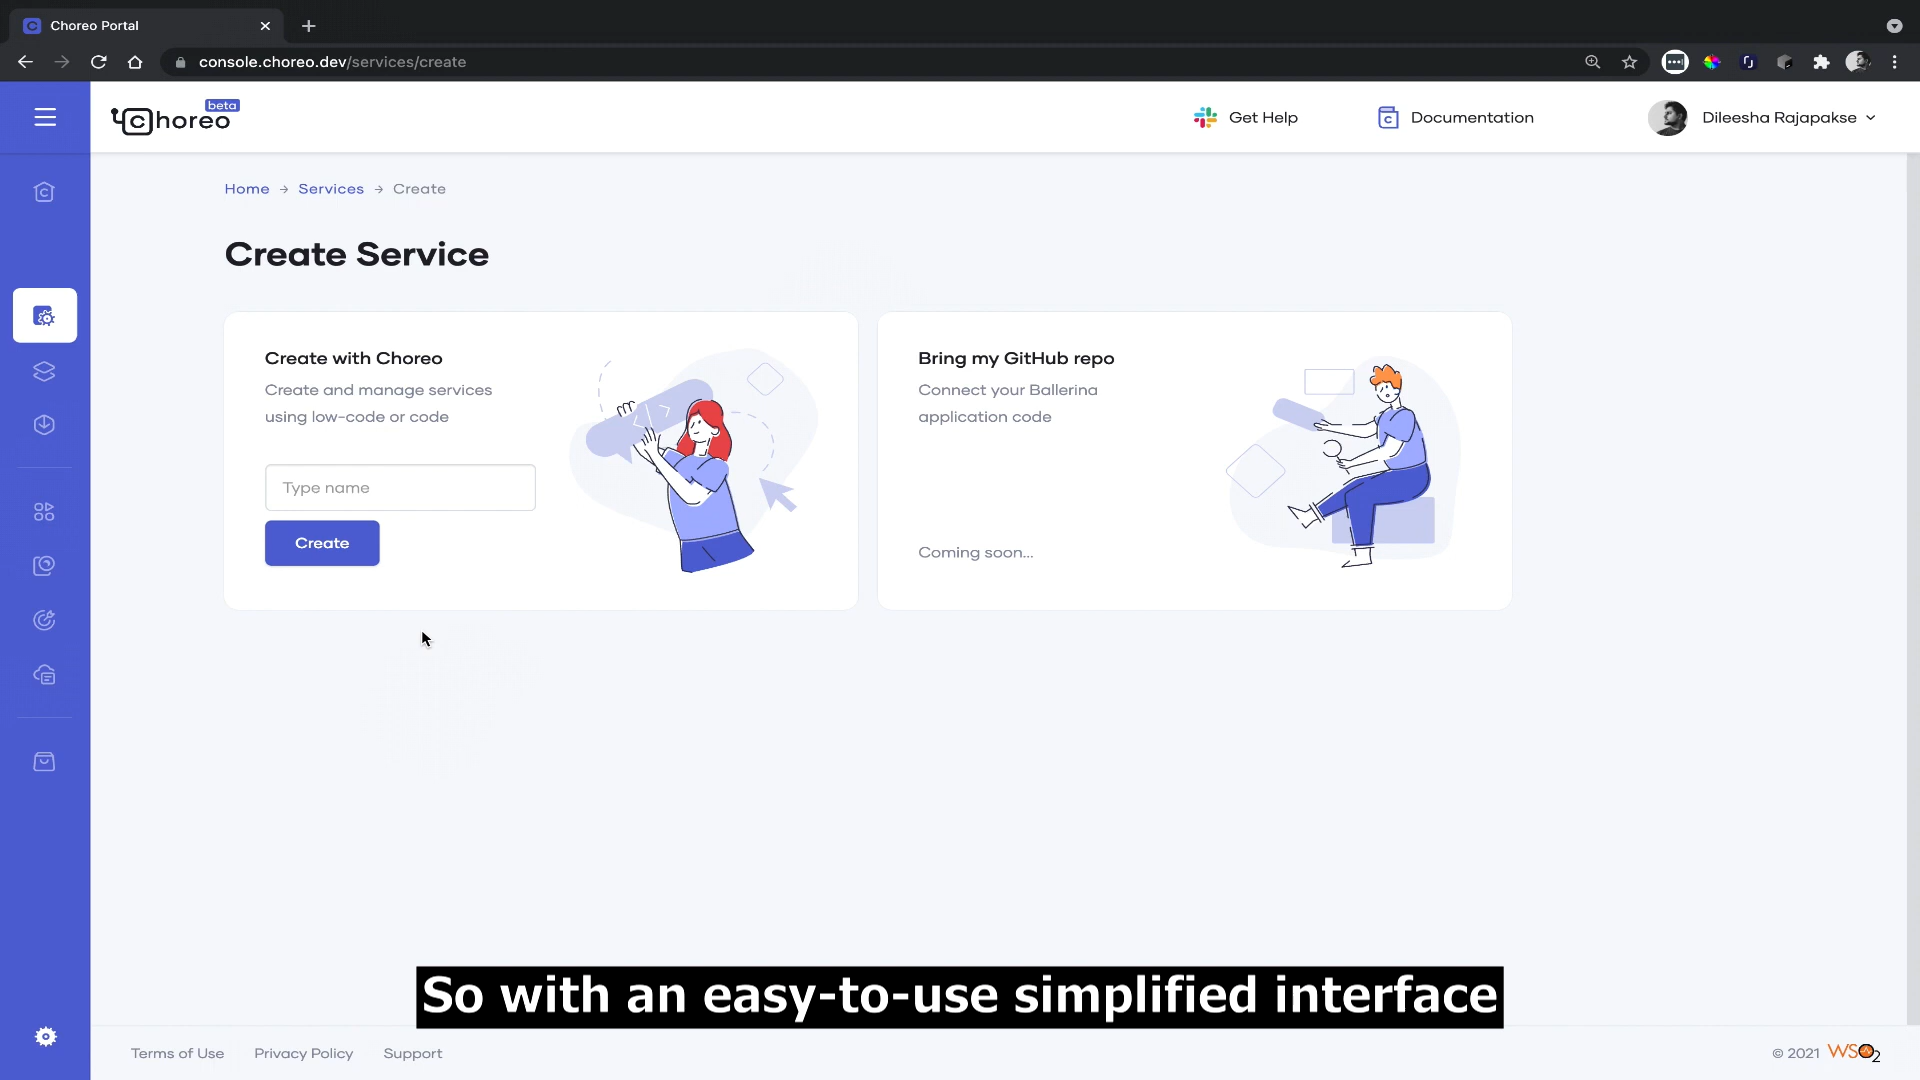 Choreo Portal
console.choreo.dev/services/create
Choreo beta
Get Help
Documentation
Dileesha Rajapakse
Home → Services → Create
Create Service
Create with Choreo
Create and manage services
using low-code or code
Type name
Create
Bring my GitHub repo
Connect your Ballerina
application code
Coming soon...
So with an easy-to-use simplified interface
Terms of Use
Privacy Policy
Support
© 2021 WSO2